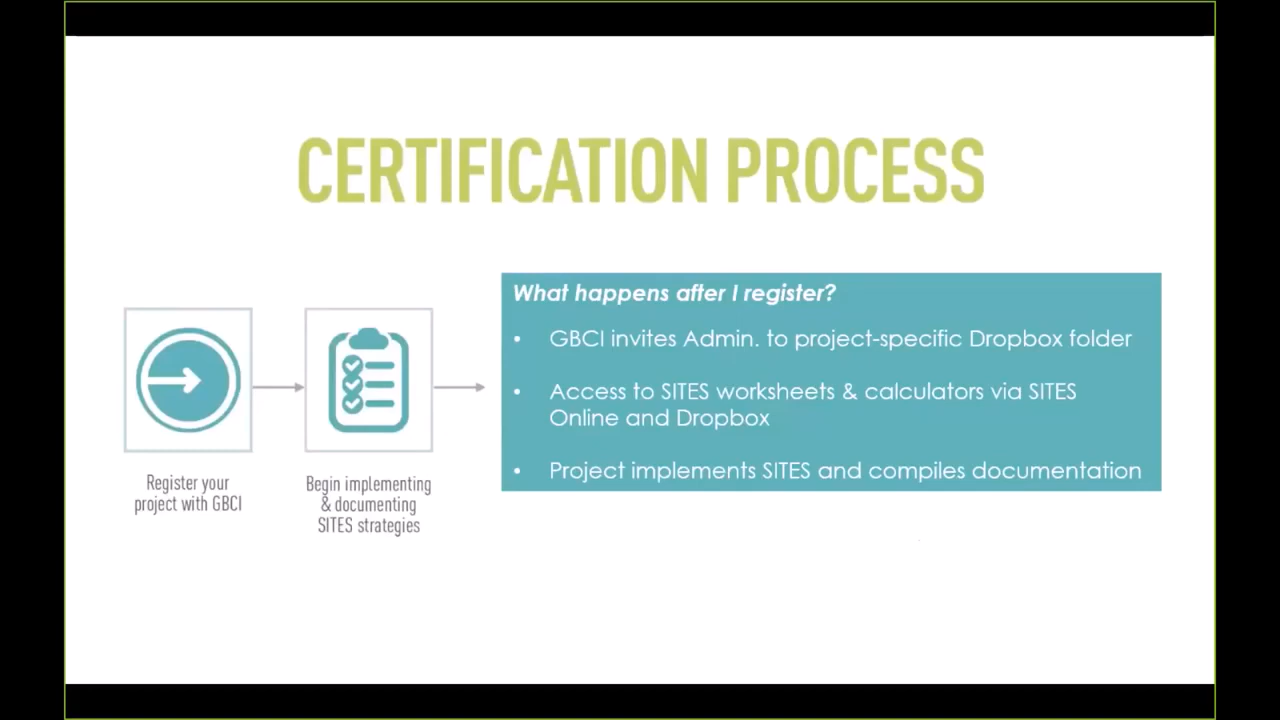 CERTIFICATION PROCESS
Register your
project with GBCI
Begin implementing
& documenting
SITES strategies
What happens after I register?
• GBCI invites Admin. to project-specific Dropbox folder
• Access to SITES worksheets & calculators via SITES
Online and Dropbox
• Project implements SITES and compiles documentation